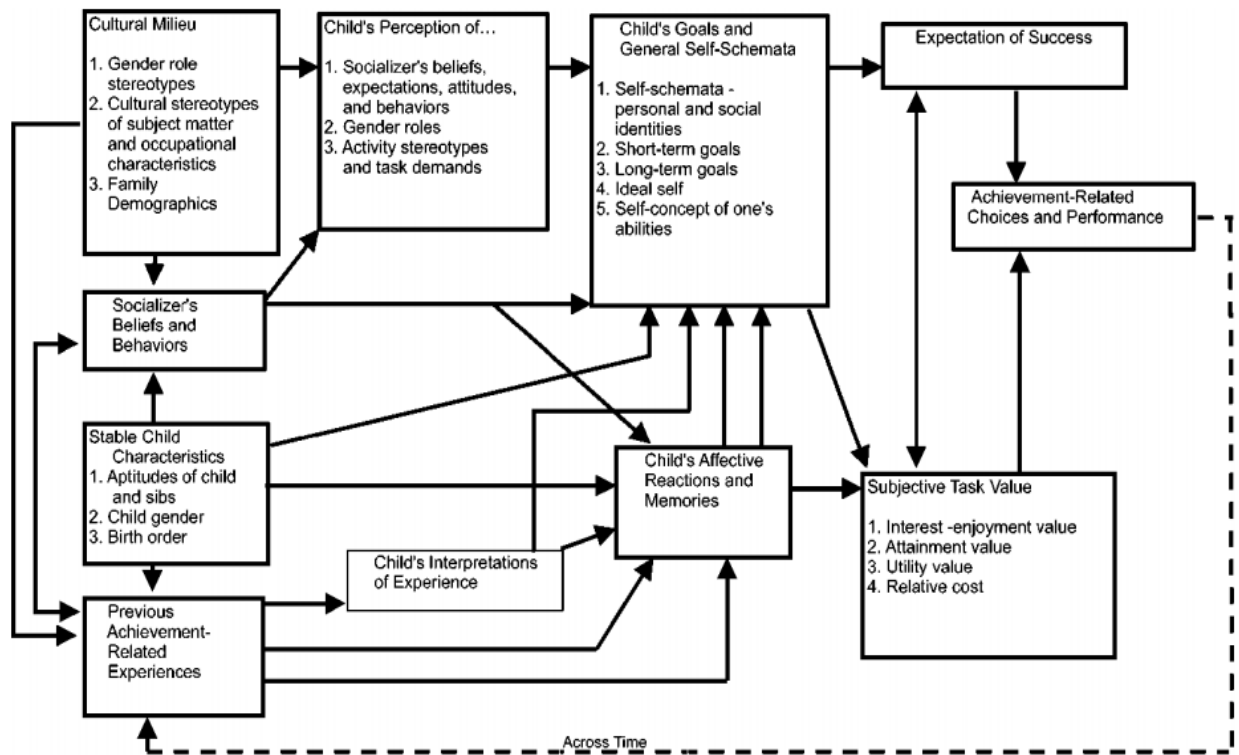 Cultural Milieu
1. Gender role
stereotypes
2. Cultural stereotypes
of subject matter
and occupational
characteristics
3. Family
Demographics
Child's Perception of...
1. Socializer's beliefs,
expectations, attitudes,
and behaviors
2. Gender roles
3. Activity stereotypes
and task demands
Child's Goals and
General Self-Schemata
1. Self-schemata -
personal and social
identities
2. Short-term goals
3. Long-term goals
4. Ideal self
5. Self-concept of one's
abilities
Expectation of Success
Achievement-Related
Choices and Performance
Socializer's
Beliefs and
Behaviors
Stable Child
Characteristics
1. Aptitudes of child
and sibs
2. Child gender
3. Birth order
Child's Affective
Reactions and
Memories
Subjective Task Value
1. Interest -enjoyment value
2. Attainment value
3. Utility value
4. Relative cost
Child's Interpretations
of Experience
Previous
Achievement-
Related
Experiences
Across Time